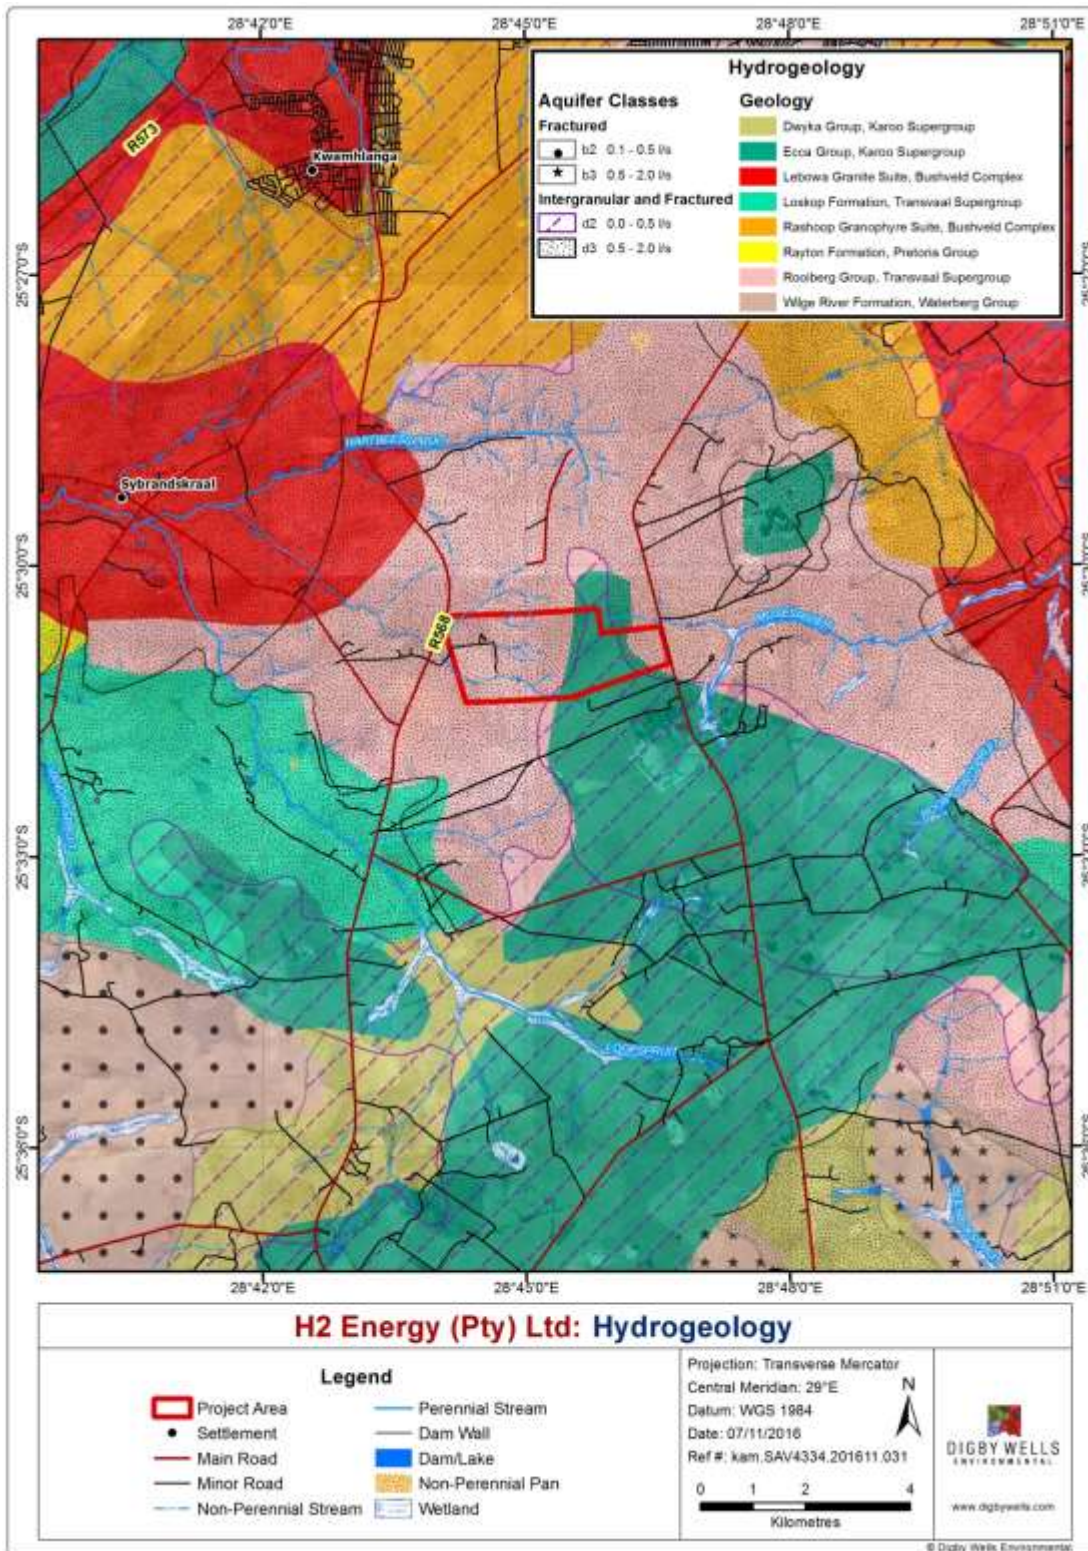 28°42'0"E 28°45'0"E 28°48'0"E 28°51'0"E
Hydrogeology
Aquifer Classes
Fractured
b2 0.1 - 0.5 l/s
b3 0.5 - 2.0 l/s
Intergranular and Fractured
d2 0.0 - 0.5 l/s
d3 0.5 - 2.0 l/s
Geology
Dwyka Group, Karoo Supergroup
Ecca Group, Karoo Supergroup
Lebowa Granite Suite, Bushveld Complex
Loskop Formation, Transvaal Supergroup
Rashoop Granophyre Suite, Bushveld Complex
Rayton Formation, Pretoria Group
Rooiberg Group, Transvaal Supergroup
Wilge River Formation, Waterberg Group
R573
Kwamhlanga
25°27'0"S
Sybrandskraal
25°30'0"S
R568
25°33'0"S
28°42'0"E 28°45'0"E 28°48'0"E 28°51'0"E
H2 Energy (Pty) Ltd: Hydrogeology
Legend
Project Area
Settlement
Main Road
Minor Road
Non-Perennial Stream
Perennial Stream
Dam Wall
Dam/Lake
Non-Perennial Pan
Wetland
Projection: Transverse Mercator
Central Meridian: 29°E
Datum: WGS 1984
Date: 07/11/2016
Ref #: kam.SAV4334.201611.031
N
0 1 2 4
Kilometres
DIGBY WELLS
ENVIRONMENTAL
www.digbywells.com
© Digby Wells Environmental